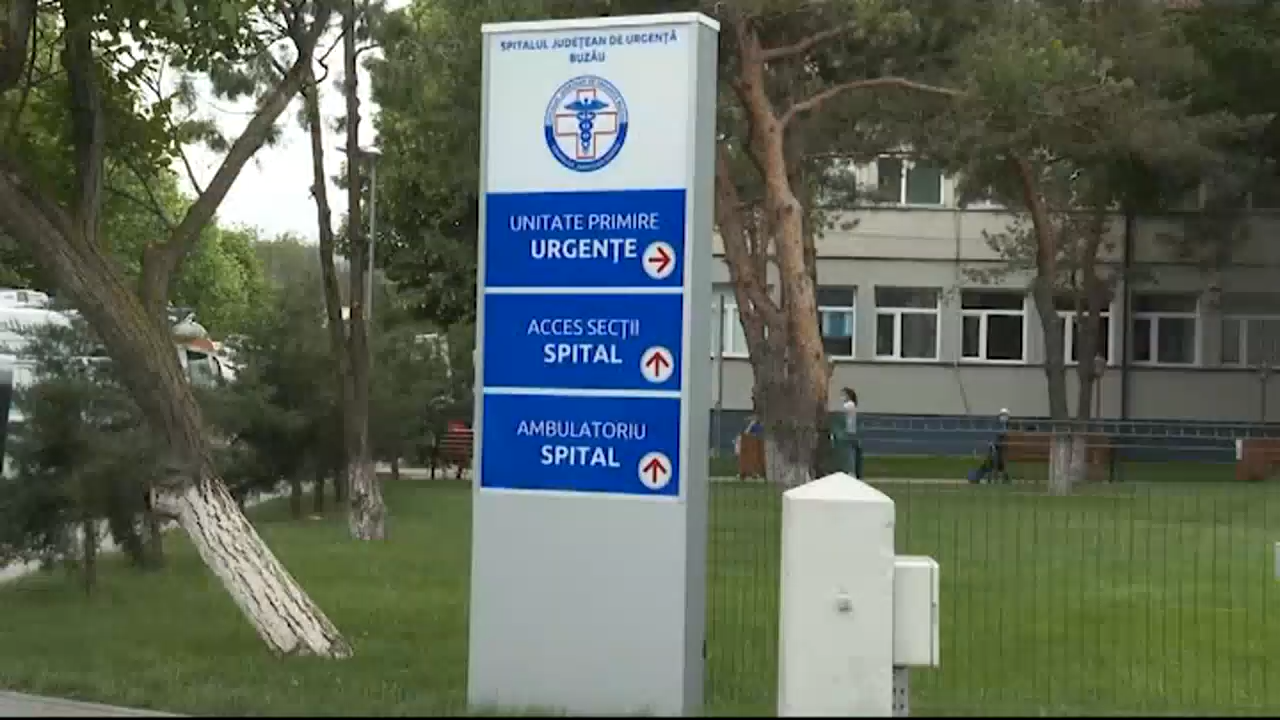 SPITALUL JUDEȚEAN DE URGENȚĂ
BUZĂU
UNITATE PRIMIRE
URGENȚE
ACCES SECȚII
SPITAL
AMBULATORIU
SPITAL